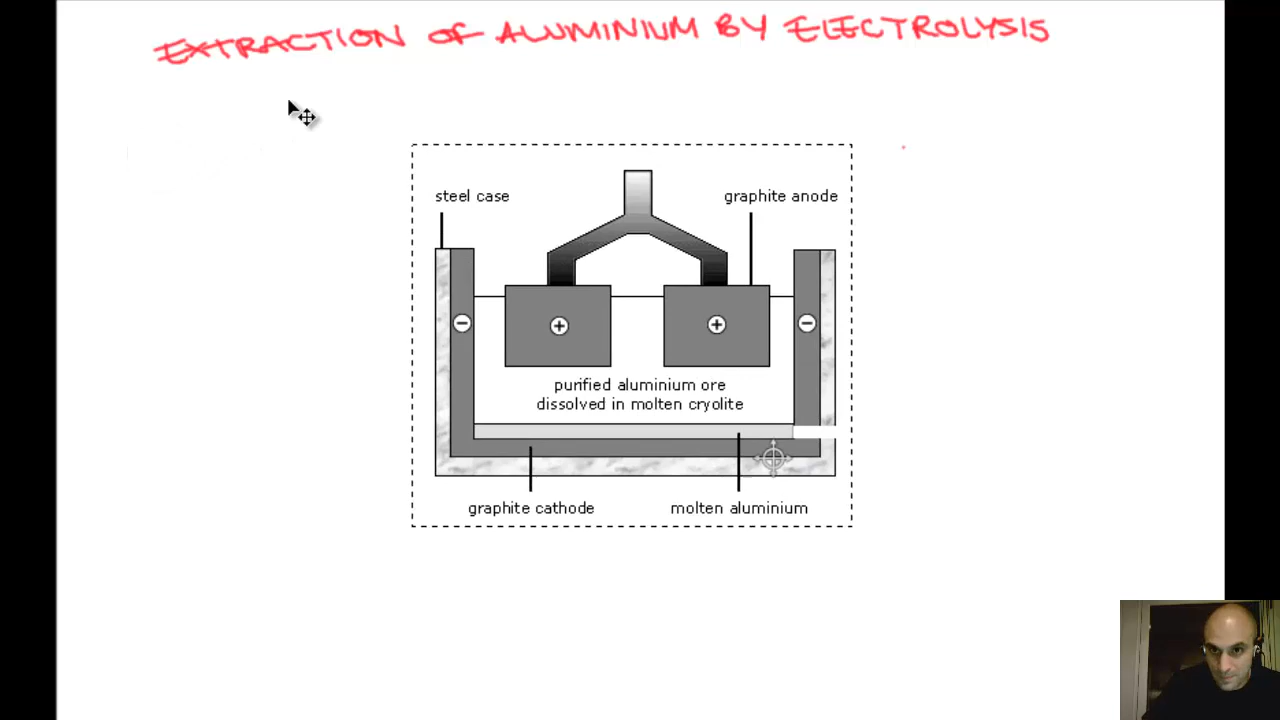 EXTRACTION OF ALUMINIUM BY ELECTROLYSIS
steel case
graphite anode
purified aluminium ore
dissolved in molten cryolite
graphite cathode
molten aluminium